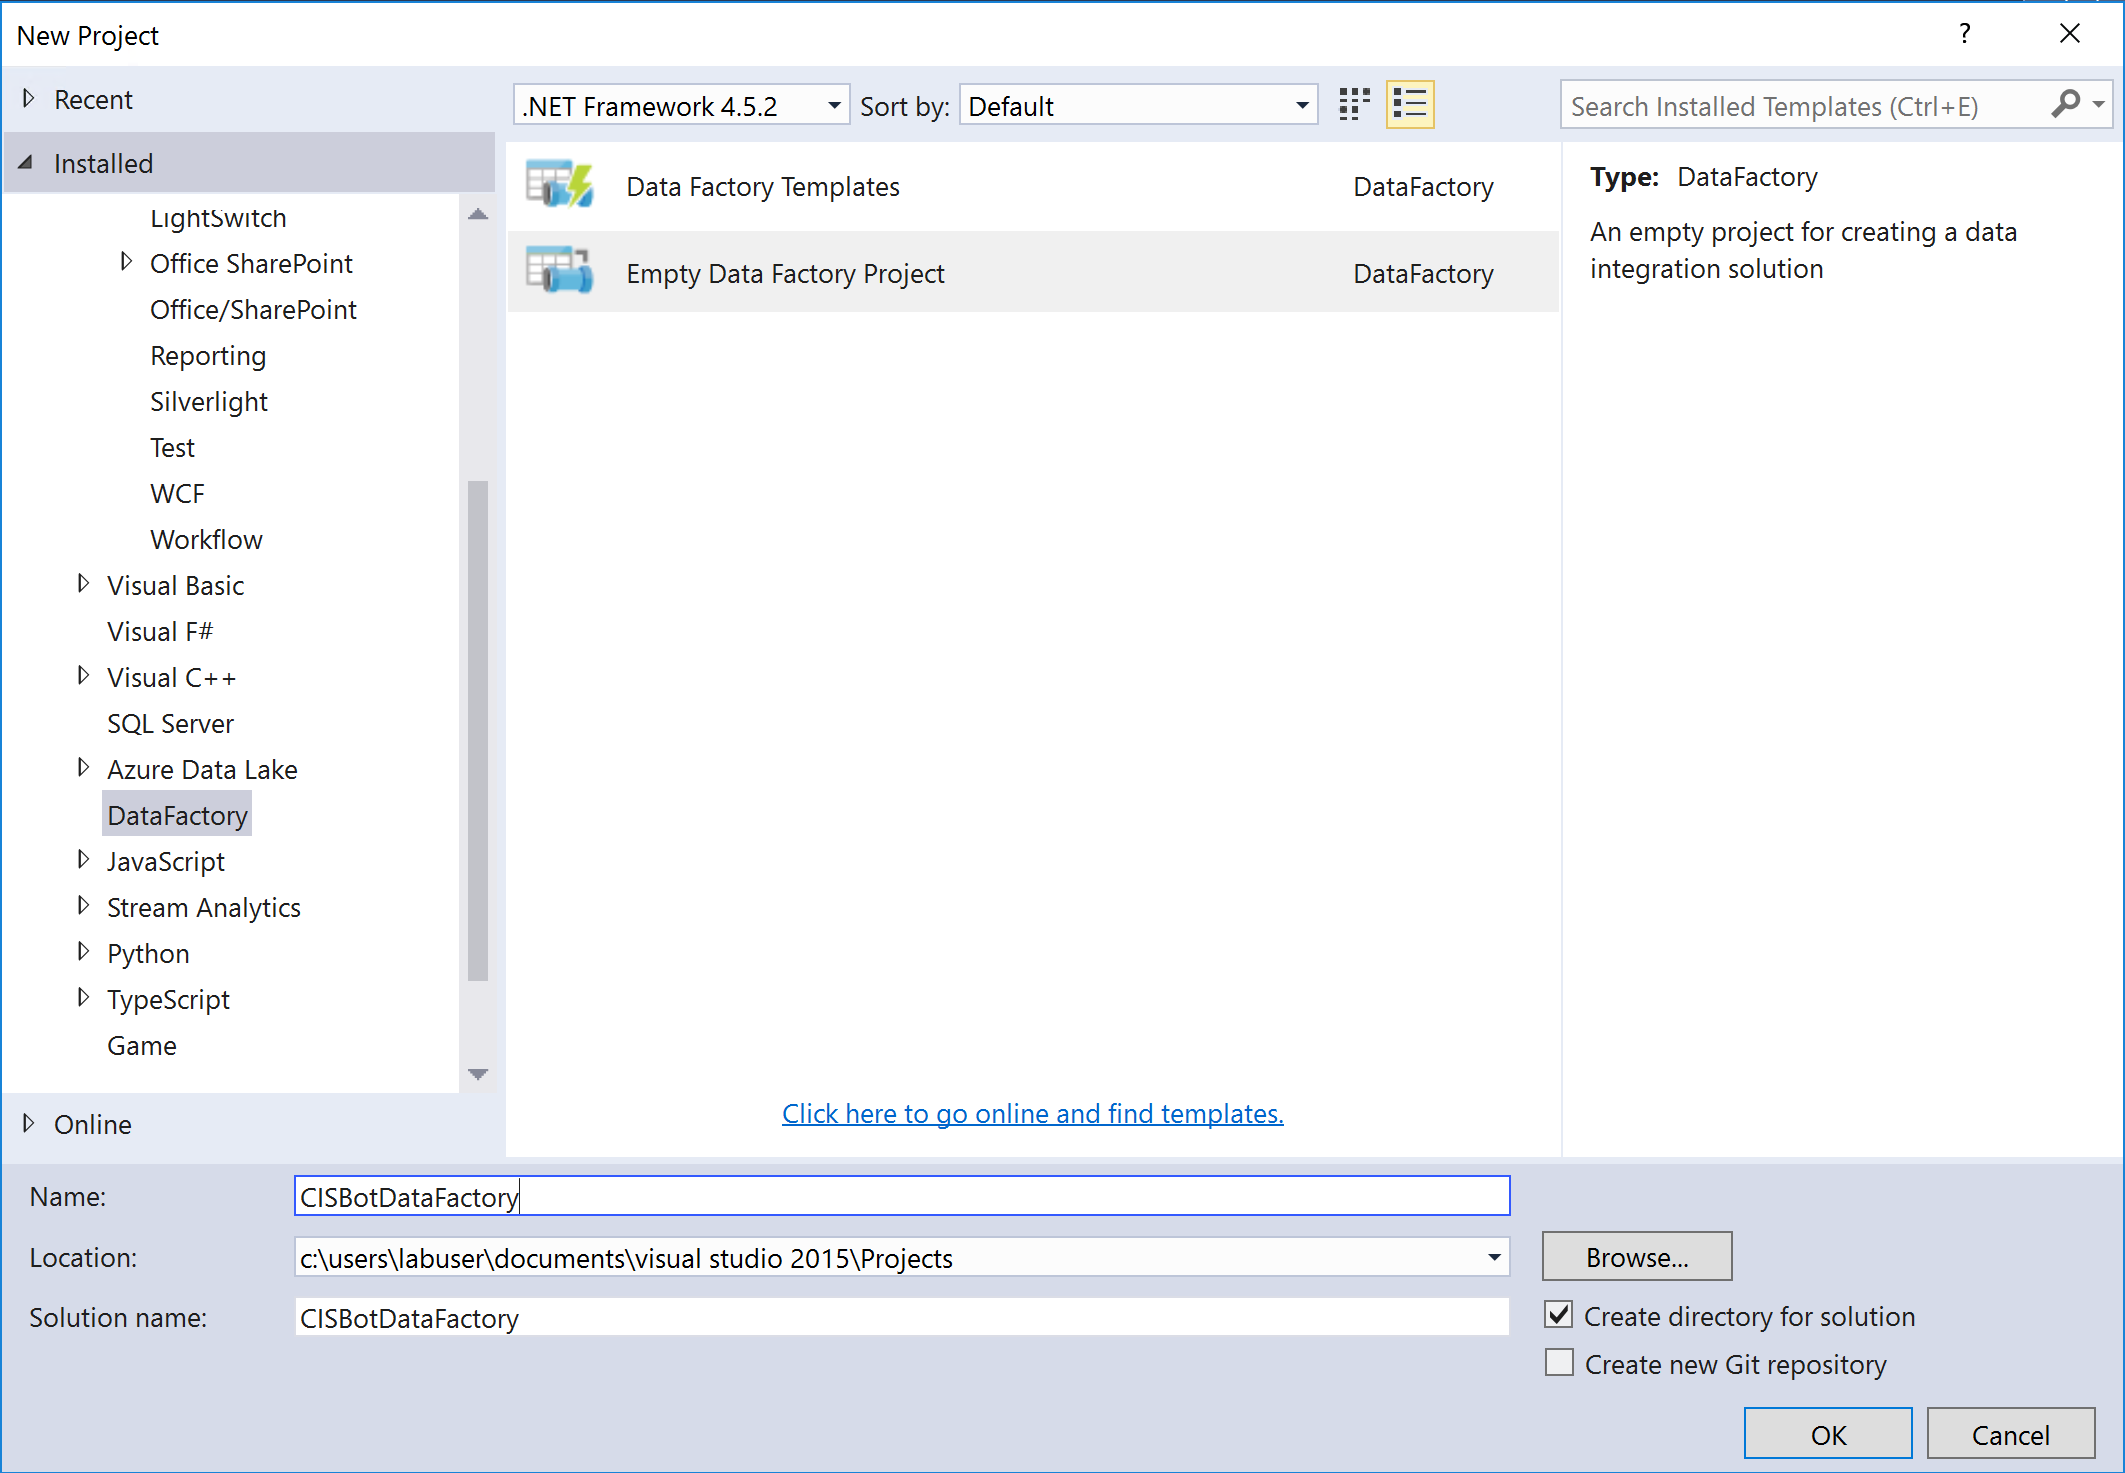 New Project
?
Recent
Installed
.NET Framework 4.5.2
Sort by:
Default
Search Installed Templates (Ctrl+E)
LightSwitch
Office SharePoint
Office/SharePoint
Reporting
Silverlight
Test
WCF
Workflow
Visual Basic
Visual F#
Visual C++
SQL Server
Azure Data Lake
DataFactory
JavaScript
Stream Analytics
Python
TypeScript
Game
Online
Data Factory Templates DataFactory
Empty Data Factory Project DataFactory
Click here to go online and find templates.
Type: DataFactory
An empty project for creating a data
integration solution
Name: CISBotDataFactory
Location: c:\users\labuser\documents\visual studio 2015\Projects
Browse...
Solution name: CISBotDataFactory
Create directory for solution
Create new Git repository
OK
Cancel